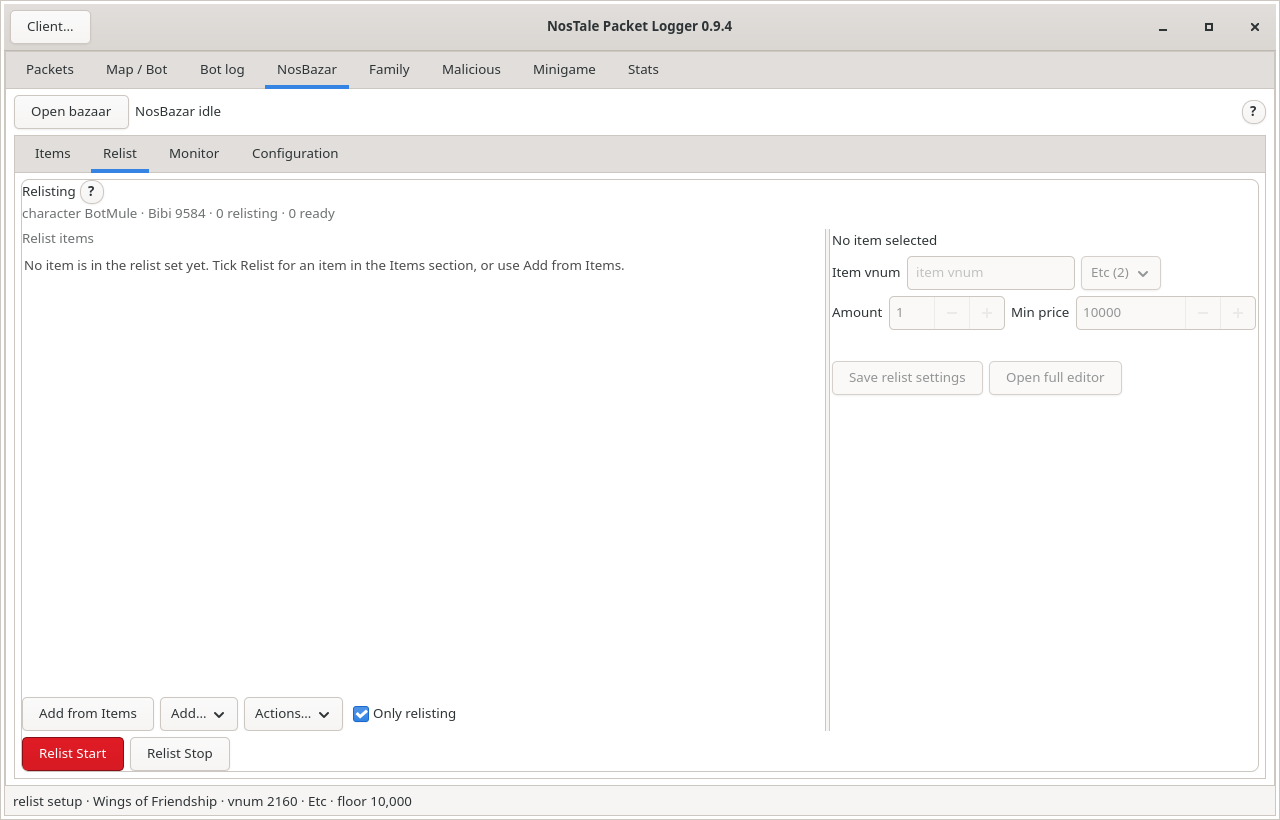 Client...
NosTale Packet Logger 0.9.4
Packets Map / Bot Bot log NosBazar Family Malicious Minigame Stats
Open bazaar NosBazar idle ?
Items Relist Monitor Configuration
Relisting ?
character BotMule · Bibi 9584 · 0 relisting · 0 ready
Relist items
No item is in the relist set yet. Tick Relist for an item in the Items section, or use Add from Items.
No item selected
Item vnum item vnum Etc (2)
Amount 1 − + Min price 10000 − +
Save relist settings Open full editor
Add from Items Add... Actions... Only relisting
Relist Start Relist Stop
relist setup · Wings of Friendship · vnum 2160 · Etc · floor 10,000